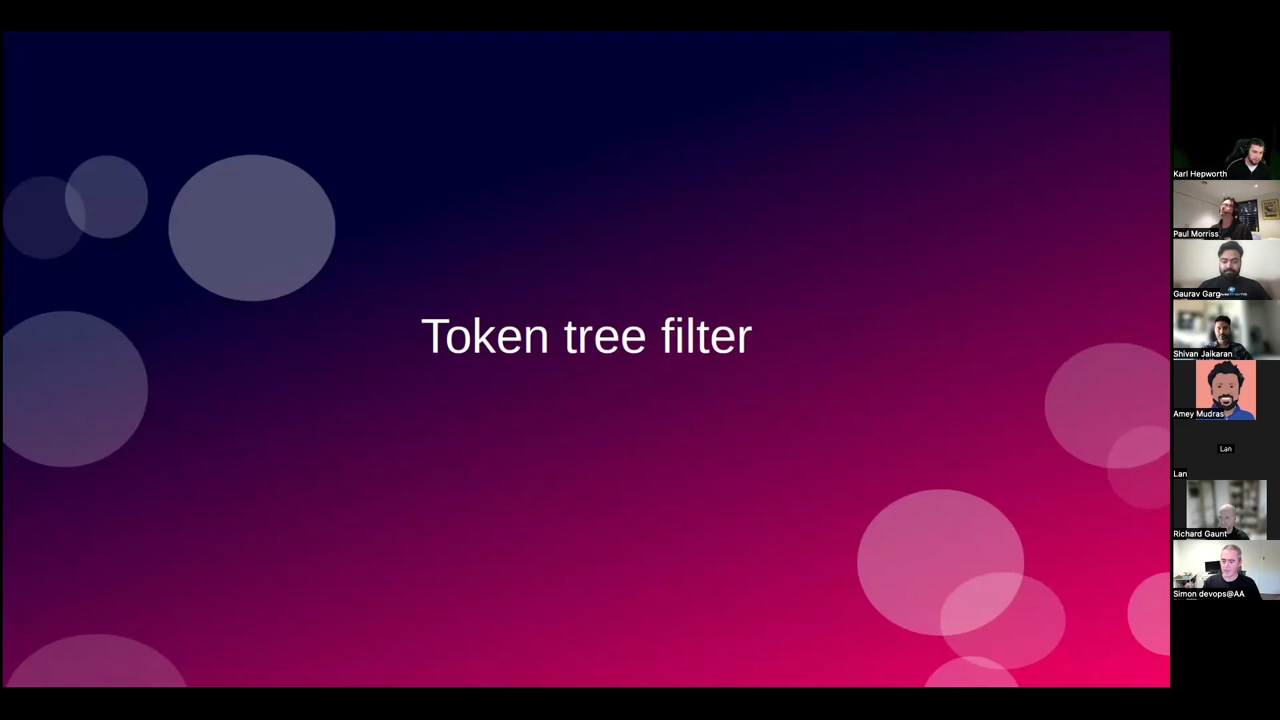 Token tree filter
Karl Hepworth
Paul Morriss
Gaurav Garg
Shivan Jaikaran
Amey Mudras
Lan
Lan
Richard Gaunt
Simon devops@AA